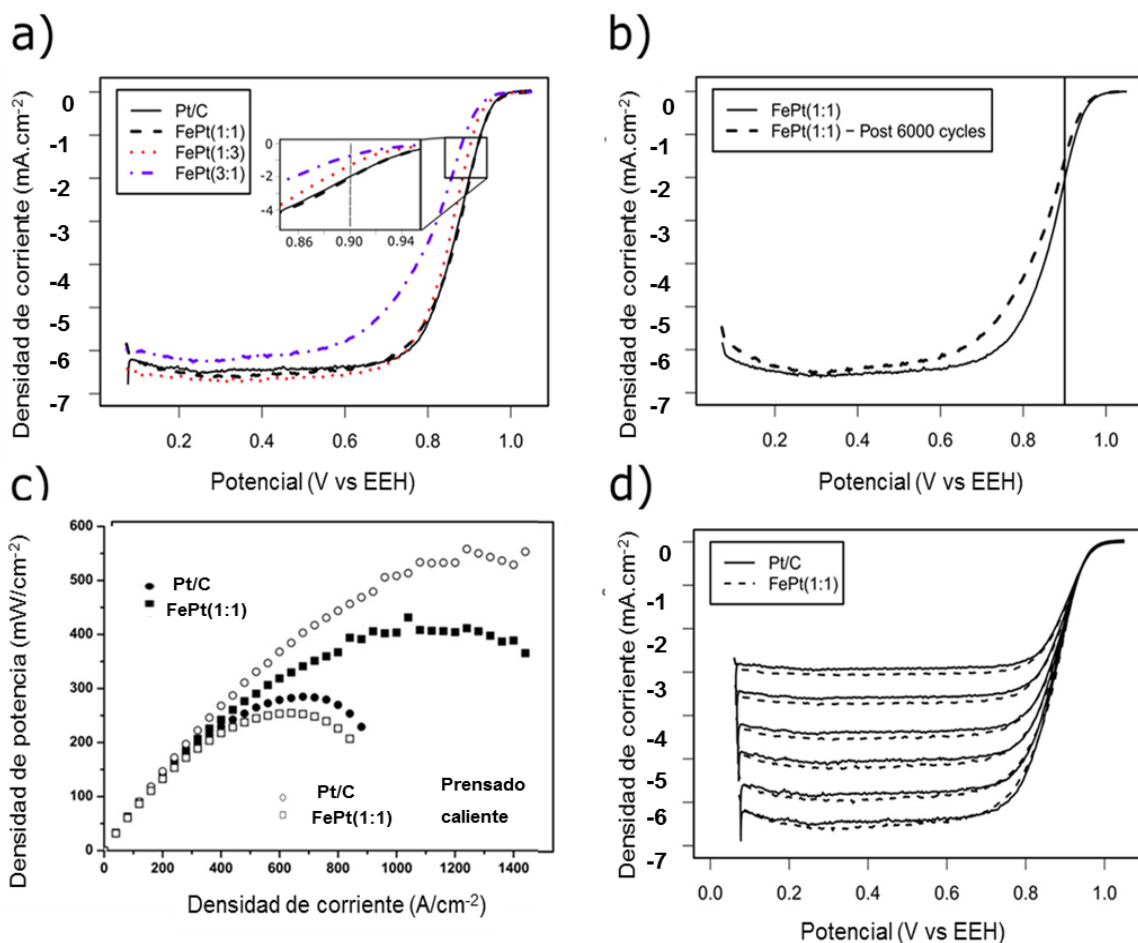 a)
Densidad de corriente (mA.cm-2)
0
-1
-2
-3
-4
-5
-6
-7
Pt/C
FePt(1:1)
FePt(1:3)
FePt(3:1)
0
-2
-4
0.86 0.90 0.94
0.2 0.4 0.6 0.8 1.0
Potencial (V vs EEH)
b)
Densidad de corriente (mA.cm-2)
0
-1
-2
-3
-4
-5
-6
-7
FePt(1:1)
FePt(1:1) – Post 6000 cycles
0.2 0.4 0.6 0.8 1.0
Potencial (V vs EEH)
c)
Densidad de potencia (mW/cm-2)
600
500
400
300
200
100
0
Pt/C
FePt(1:1)
Pt/C Prensado
FePt(1:1) caliente
0 200 400 600 800 1000 1200 1400
Densidad de corriente (A/cm-2)
d)
Densidad de corriente (mA.cm-2)
0
-1
-2
-3
-4
-5
-6
-7
Pt/C
FePt(1:1)
0.0 0.2 0.4 0.6 0.8 1.0
Potencial (V vs EEH)